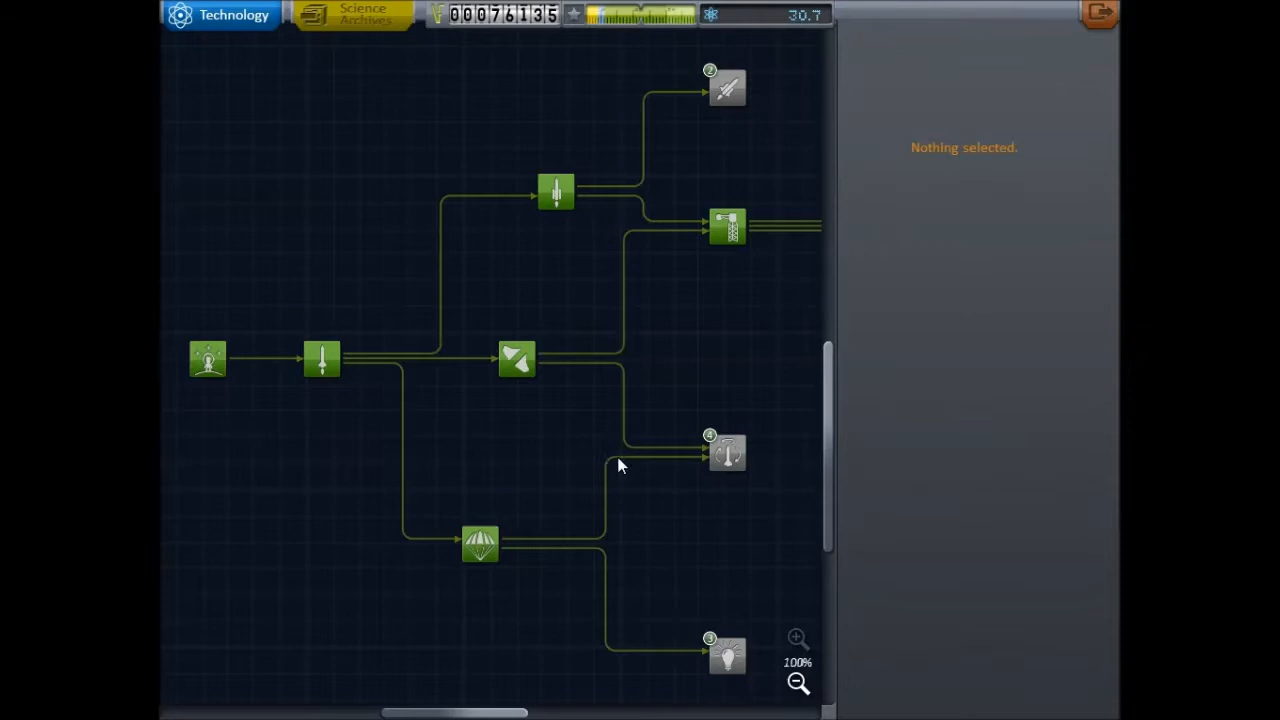 Technology
Science
Archives
00076135
30.7
Nothing selected.
2
4
3
100%